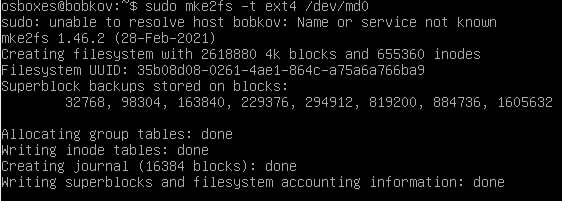 osboxes@bobkov:~$ sudo mke2fs -t ext4 /dev/md0
sudo: unable to resolve host bobkov: Name or service not known
mke2fs 1.46.2 (28-Feb-2021)
Creating filesystem with 2618880 4k blocks and 655360 inodes
Filesystem UUID: 35b08d08-0261-4ae1-864c-a75a6a766ba9
Superblock backups stored on blocks:
        32768, 98304, 163840, 229376, 294912, 819200, 884736, 1605632

Allocating group tables: done
Writing inode tables: done
Creating journal (16384 blocks): done
Writing superblocks and filesystem accounting information: done